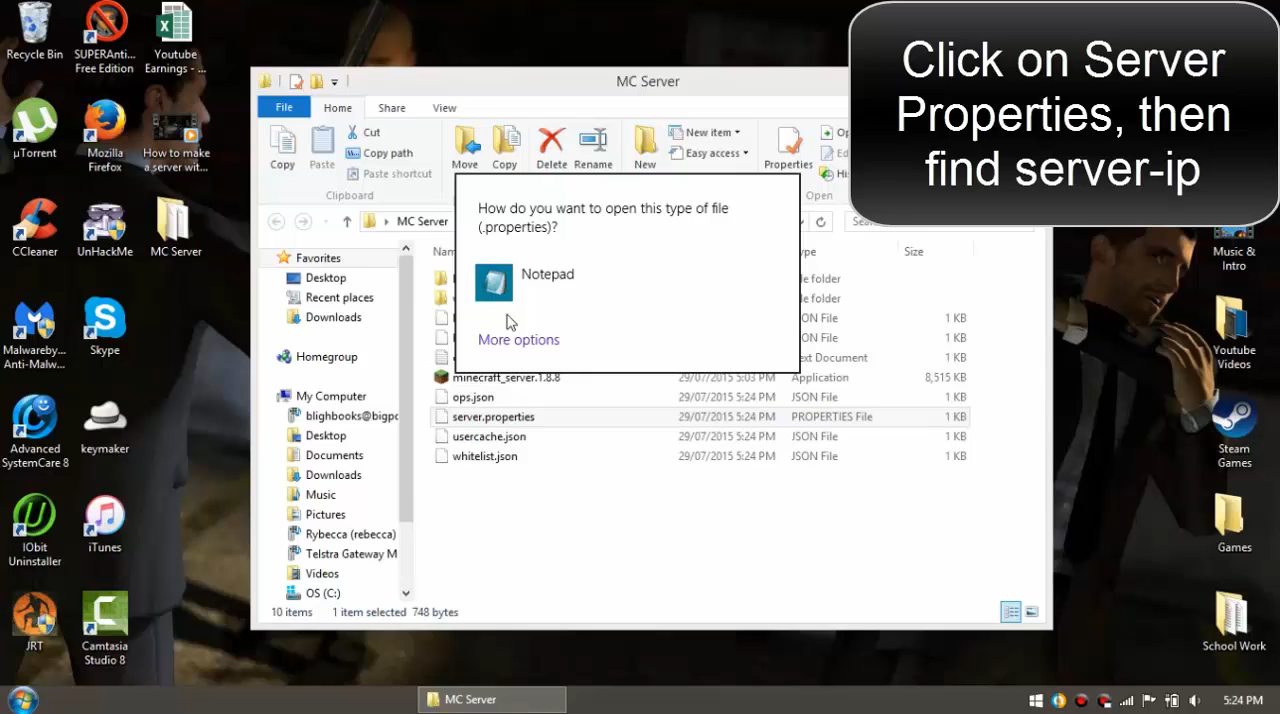 Recycle Bin
SUPERAnti...
Free Edition
Youtube
Earnings - ...
µTorrent
Mozilla
Firefox
How to make
a server wit...
CCleaner
UnHackMe
MC Server
Malwareby...
Anti-Malw...
Skype
Advanced
SystemCare 8
keymaker
IObit
Uninstaller
iTunes
JRT
Camtasia
Studio 8
MC Server
File
Home
Share
View
Copy
Paste
Cut
Copy path
Paste shortcut
Clipboard
Move
Copy
Delete
Rename
New
New item
Easy access
Properties
Open
MC Server
Click on Server
Properties, then
find server-ip
How do you want to open this type of file
(.properties)?
Notepad
More options
Favorites
Desktop
Recent places
Downloads
Homegroup
My Computer
blighbooks@bigpo
Desktop
Documents
Downloads
Music
Pictures
Rybecca (rebecca)
Telstra Gateway M
Videos
OS (C:)
Size
JSON File 1 KB
JSON File 1 KB
1 KB
minecraft_server.1.8.8 29/07/2015 5:03 PM Application 8,515 KB
ops.json 29/07/2015 5:24 PM JSON File 1 KB
server.properties 29/07/2015 5:24 PM PROPERTIES File 1 KB
usercache.json 29/07/2015 5:24 PM JSON File 1 KB
whitelist.json 29/07/2015 5:24 PM JSON File 1 KB
10 items 1 item selected 748 bytes
Music &
Intro
Youtube
Videos
Steam
Games
Games
School Work
MC Server
5:24 PM